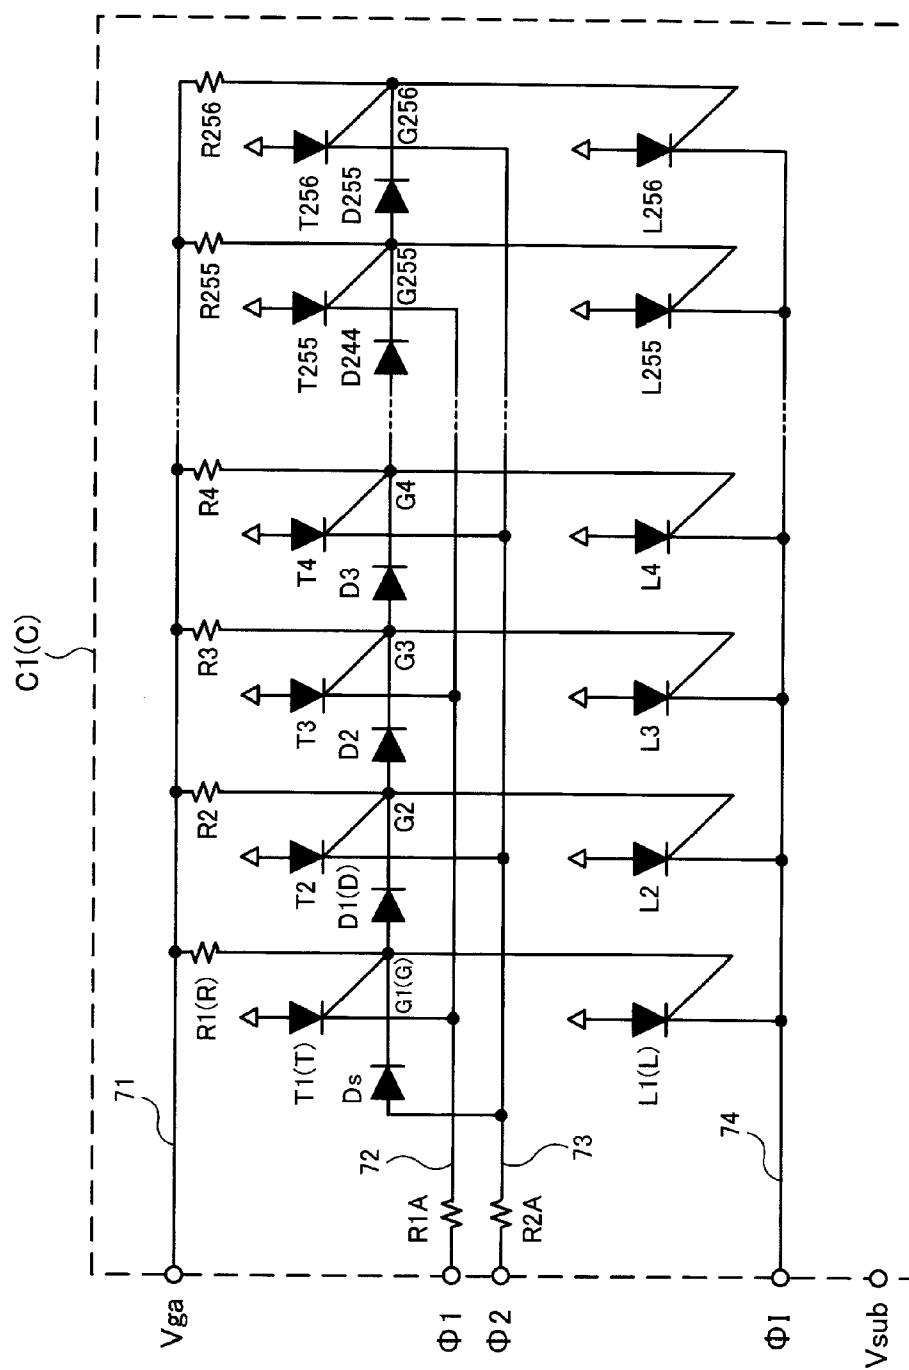 C1(C)
R256
R255
R4
R3
R2
R1(R)
71
T256
T255
T4
T3
T2
T1(T)
D255
D244
D3
D2
D1(D)
Ds
G256
G255
G4
G3
G2
G1(G)
72
73
R1A
R2A
L256
L255
L4
L3
L2
L1(L)
74
Vga
Φ1
Φ2
ΦI
Vsub